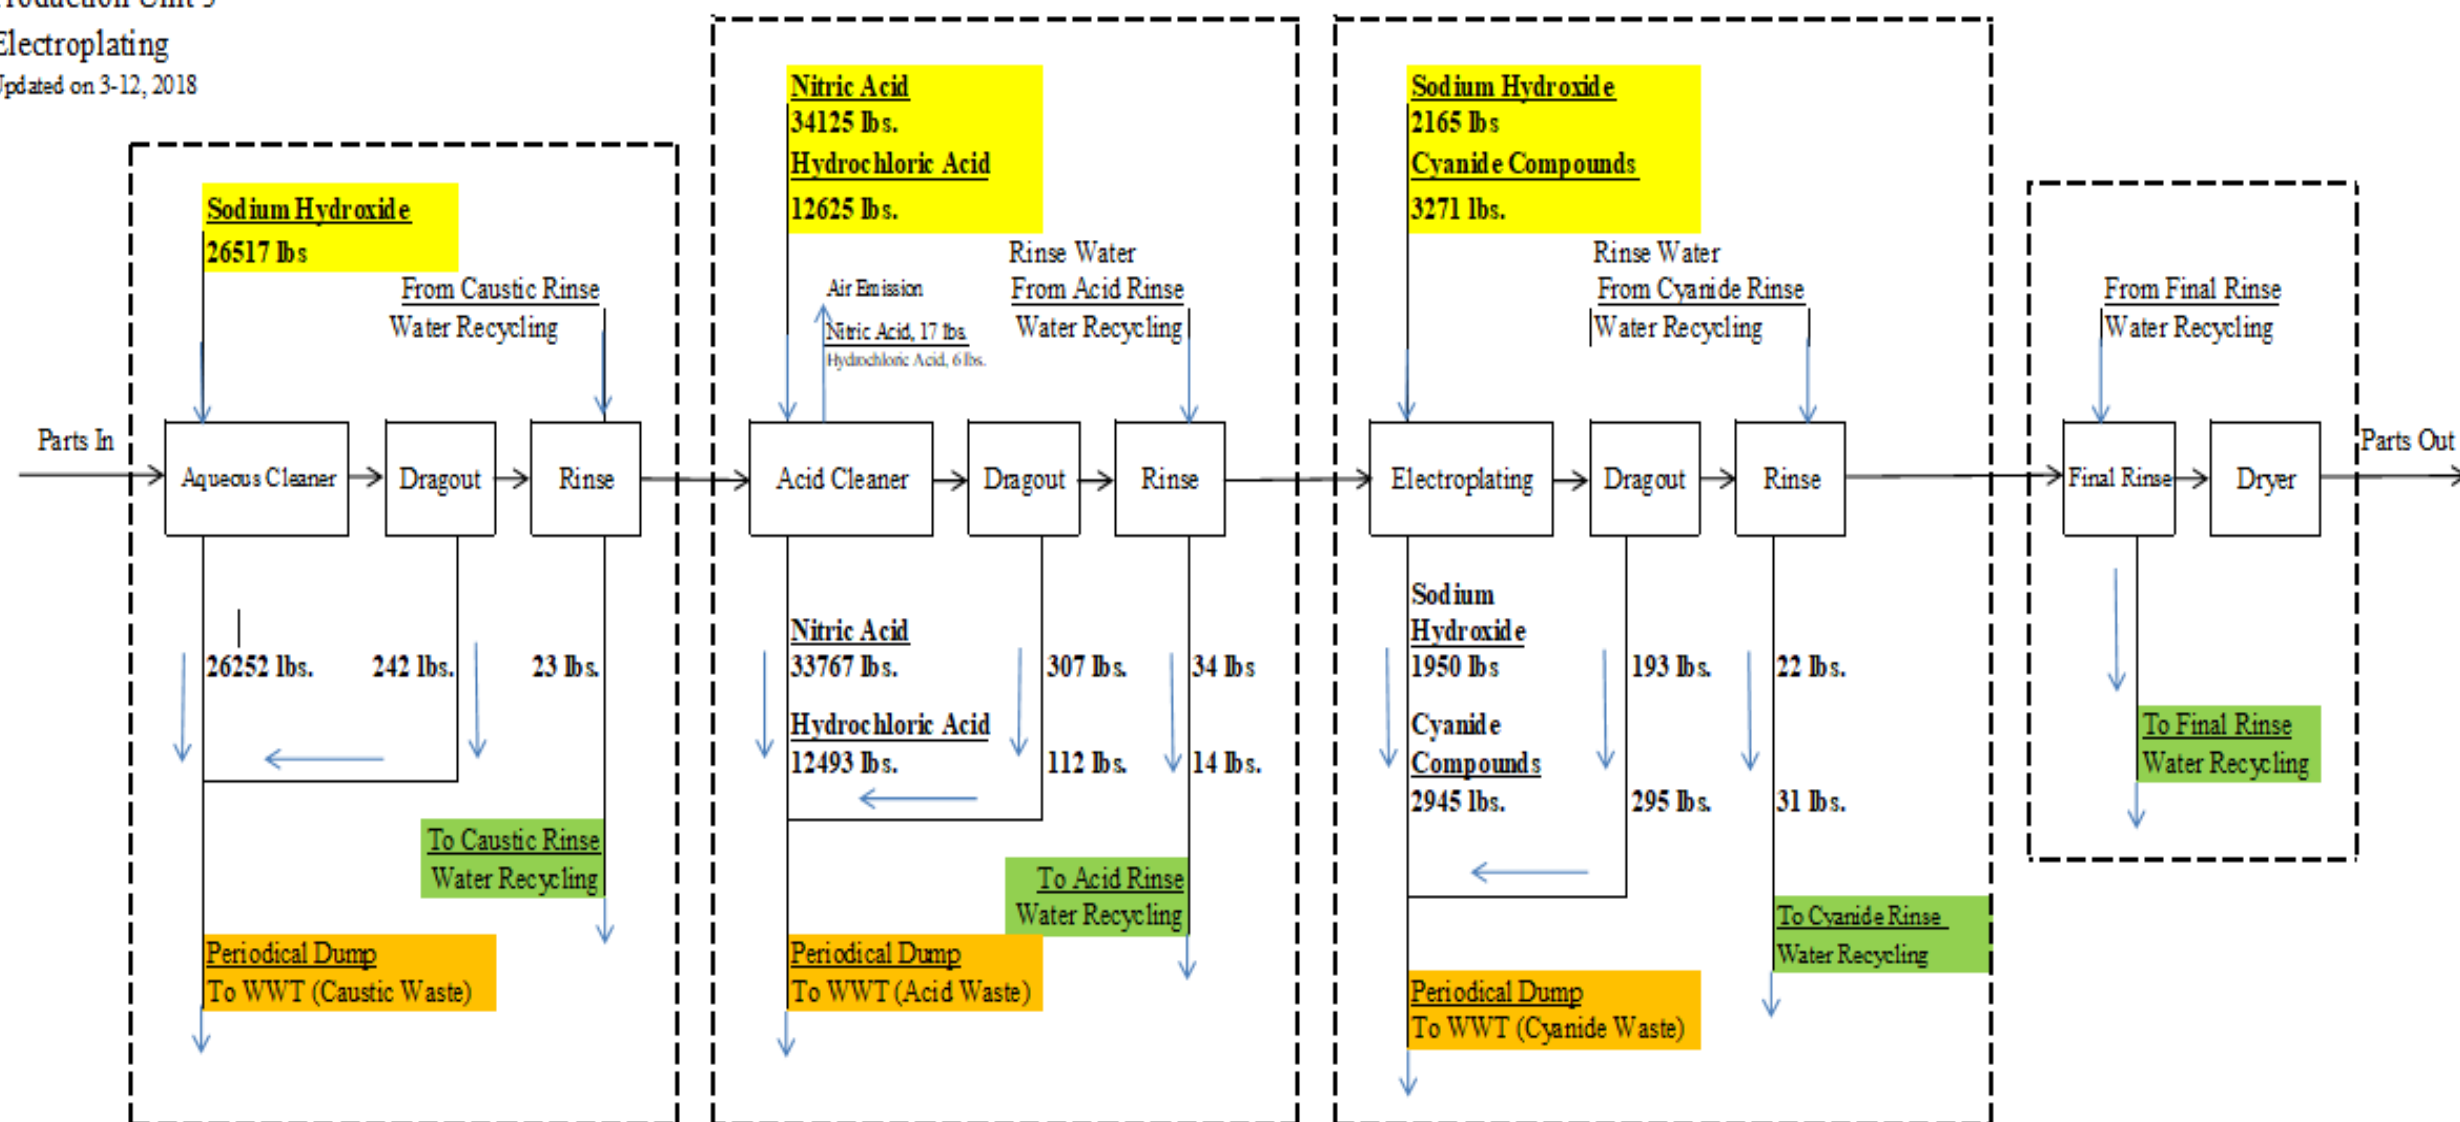 Electroplating
Updated on 3-12, 2018
Sodium Hydroxide
26517 lbs
From Caustic Rinse
Water Recycling
Nitric Acid
34125 lbs.
Hydrochloric Acid
12625 lbs.
Air Emission
Nitric Acid, 17 lbs.
Hydrochloric Acid, 6 lbs.
Rinse Water
From Acid Rinse
Water Recycling
Sodium Hydroxide
2165 lbs
Cyanide Compounds
3271 lbs.
Rinse Water
From Cyanide Rinse
Water Recycling
From Final Rinse
Water Recycling
Parts In
Aqueous Cleaner
Dragout
Rinse
Acid Cleaner
Dragout
Rinse
Electroplating
Dragout
Rinse
Final Rinse
Dryer
Parts Out
26252 lbs.
242 lbs.
23 lbs.
To Caustic Rinse
Water Recycling
Periodical Dump
To WWT (Caustic Waste)
Nitric Acid
33767 lbs.
307 lbs.
34 lbs
Hydrochloric Acid
12493 lbs.
112 lbs.
14 lbs.
To Acid Rinse
Water Recycling
Periodical Dump
To WWT (Acid Waste)
Sodium
Hydroxide
1950 lbs
193 lbs.
22 lbs.
Cyanide
Compounds
2945 lbs.
295 lbs.
31 lbs.
To Cyanide Rinse
Water Recycling
Periodical Dump
To WWT (Cyanide Waste)
To Final Rinse
Water Recycling